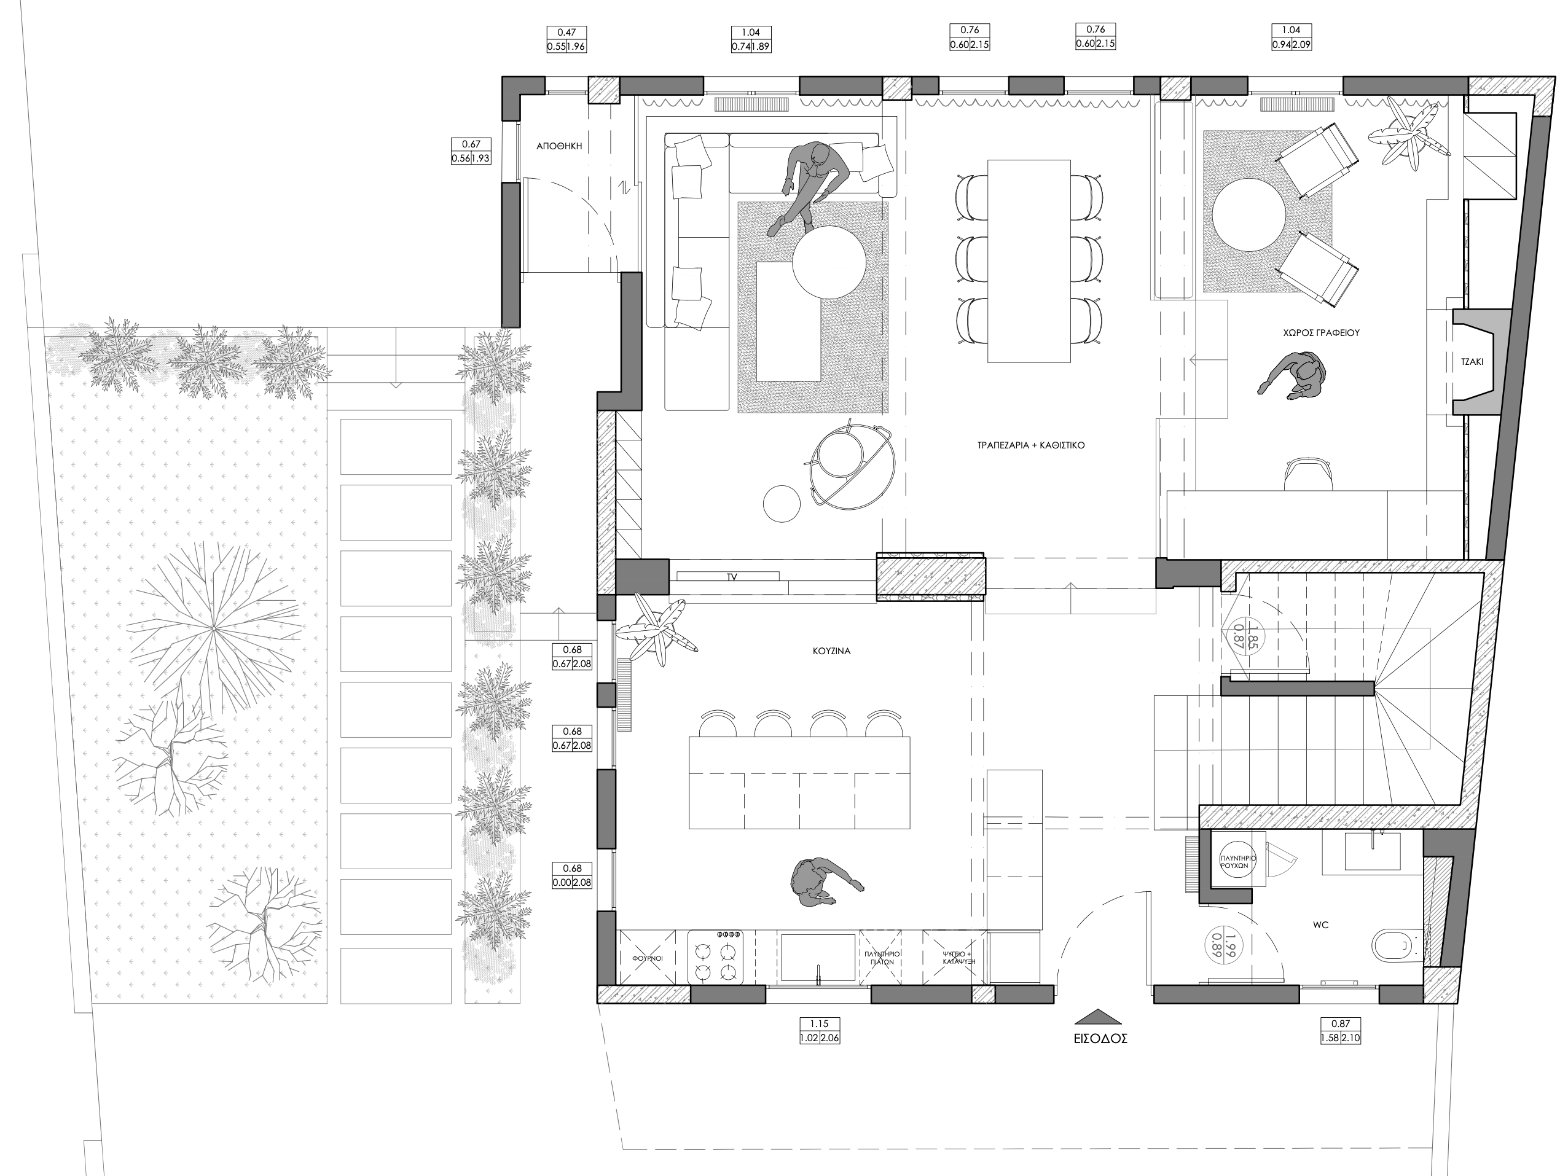 0.47
0.55 1.96
1.04
0.74 1.89
0.76
0.60 2.15
0.76
0.60 2.15
1.04
0.94 2.09
0.67
0.56 1.93
ΑΠΟΘΗΚΗ
ΧΩΡΟΣ ΓΡΑΦΕΙΟΥ
ΤΖΑΚΙ
ΤΡΑΠΕΖΑΡΙΑ + ΚΑΘΙΣΤΙΚΟ
TV
1.85
0.87
0.68
0.67 2.08
ΚΟΥΖΙΝΑ
0.68
0.67 2.08
0.68
0.00 2.08
ΠΛΥΝΤΗΡΙΟ
ΡΟΥΧΩΝ
WC
1.99
0.89
ΦΟΥΡΝΟΙ
ΠΛΥΝΤΗΡΙΟ
ΠΙΑΤΩΝ
ΨΥΓΕΙΟ +
ΚΑΤΑΨΥΞΗ
1.15
1.02 2.06
ΕΙΣΟΔΟΣ
0.87
1.58 2.10